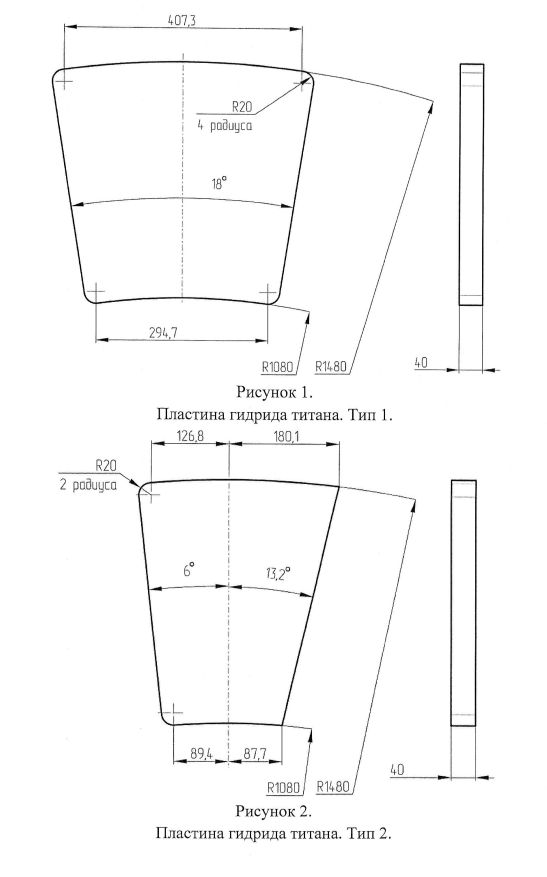 407,3
R20
4 радиуса
18°
294,7
R1080
R1480
40
Рисунок 1.
Пластина гидрида титана. Тип 1.
126,8
180,1
R20
2 радиуса
6°
13,2°
89,4
87,7
R1080
R1480
40
Рисунок 2.
Пластина гидрида титана. Тип 2.